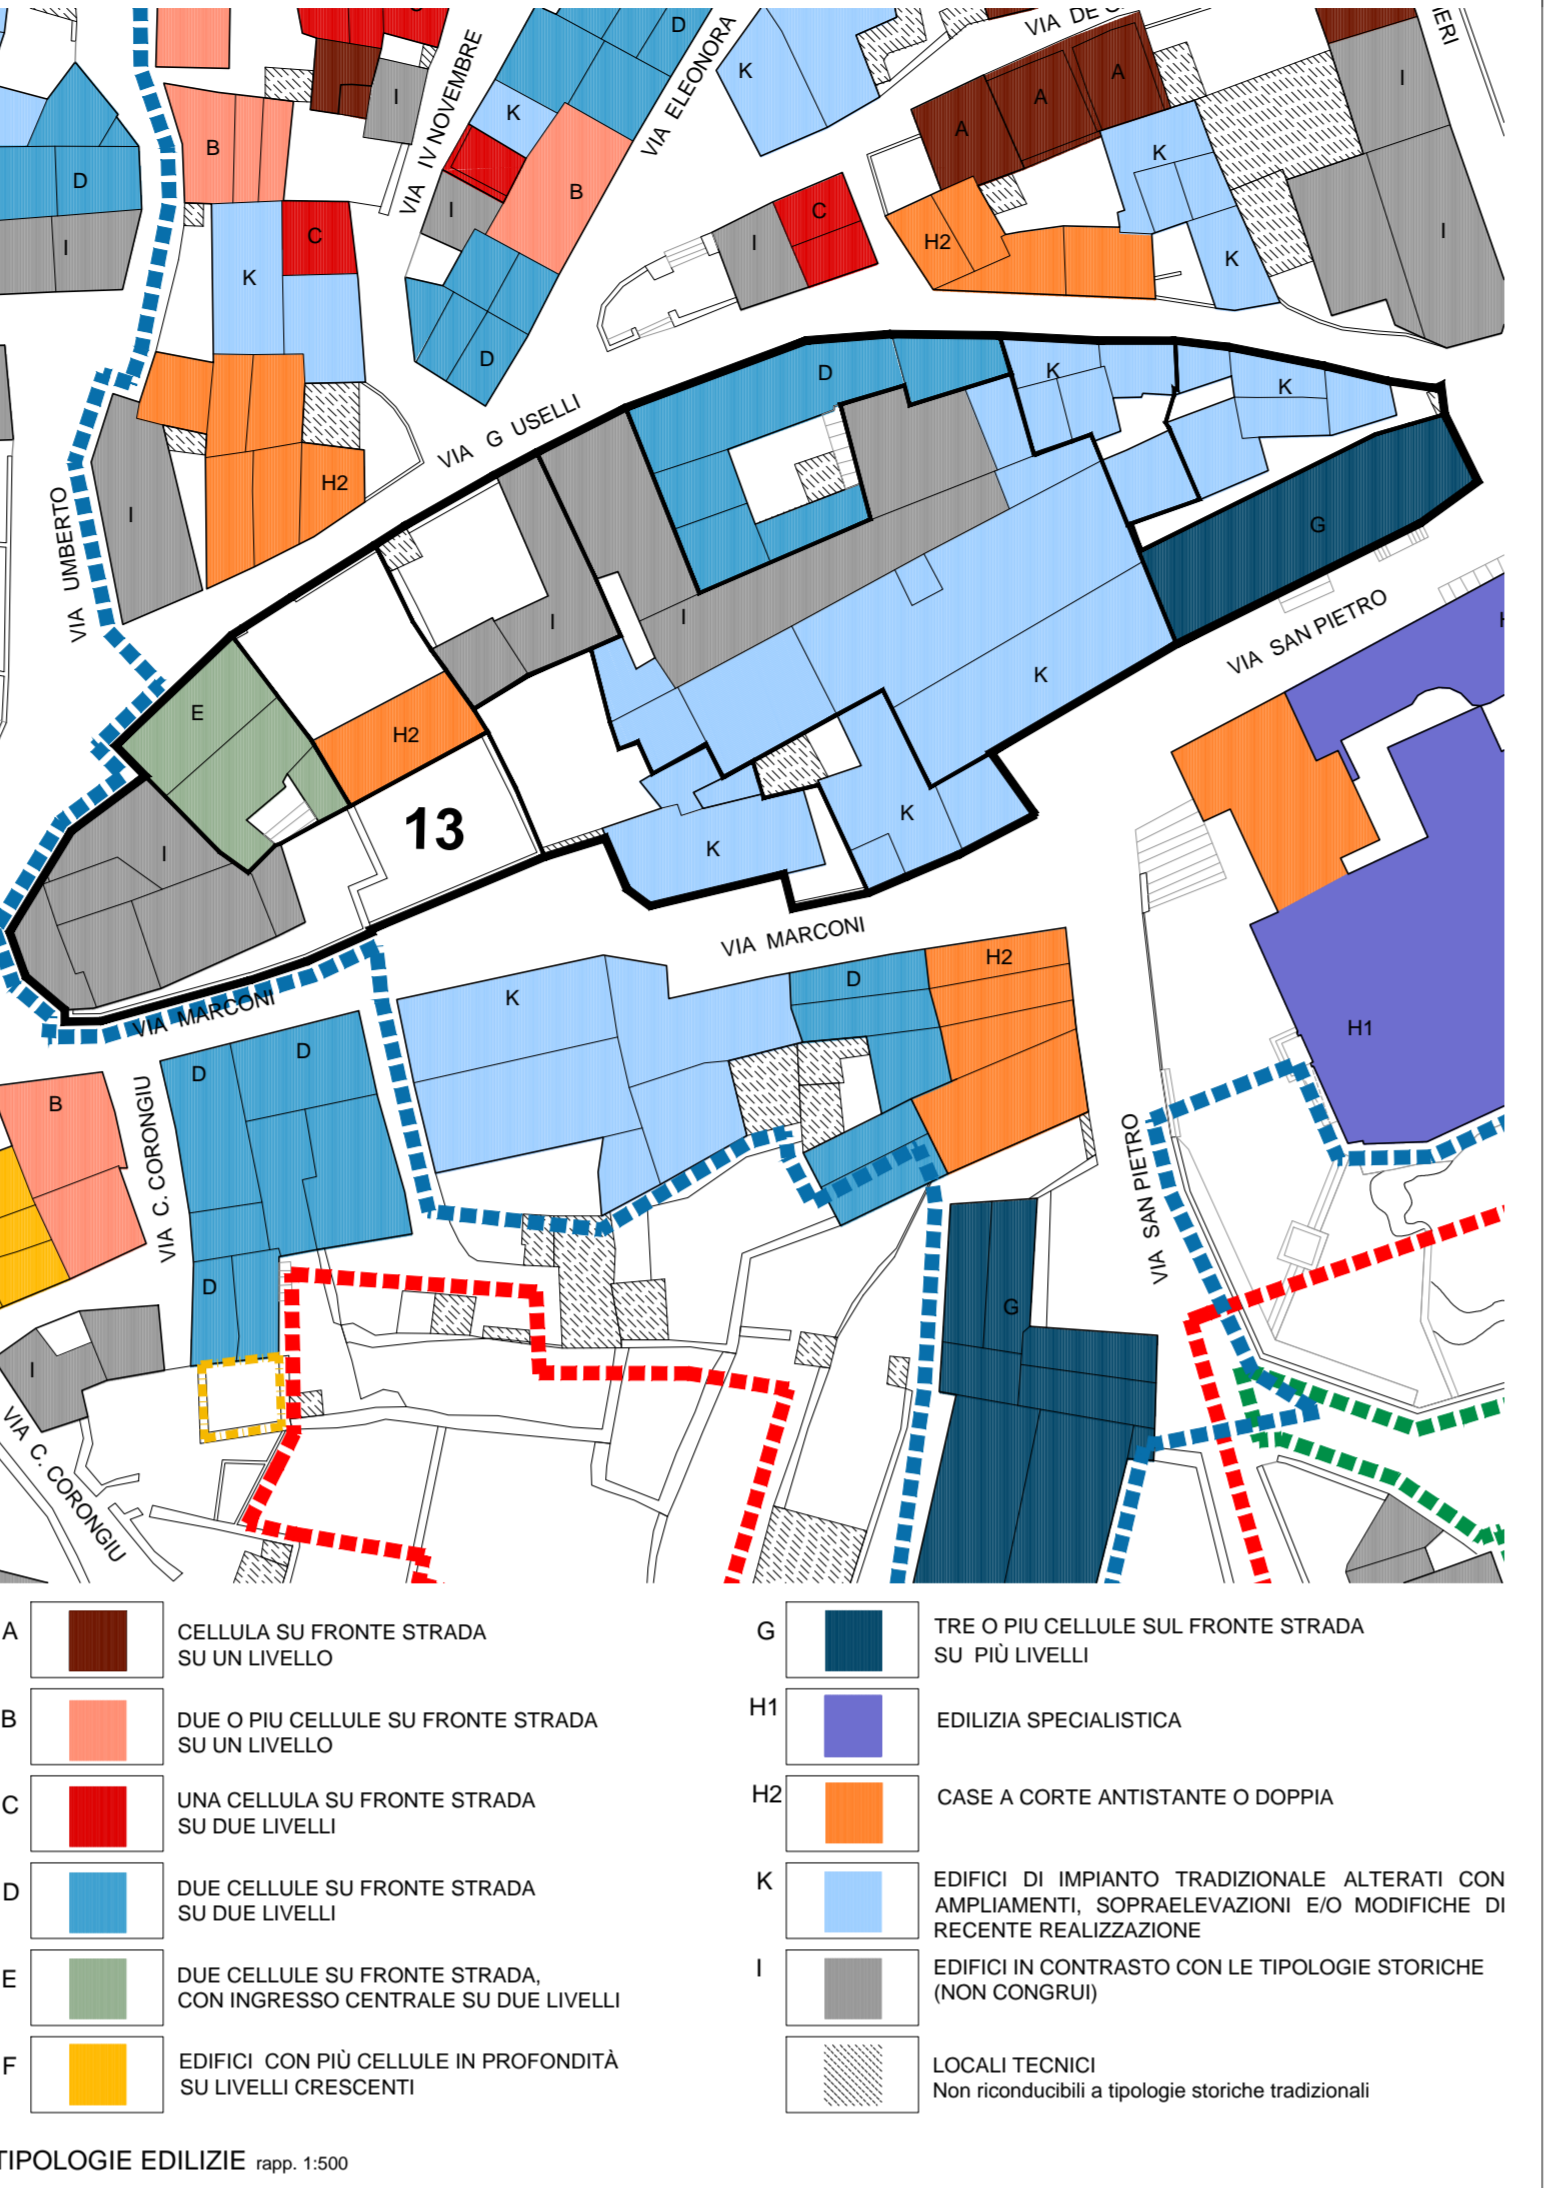 VIA DE
IERI
D
K
I
VIA IV NOVEMBRE
K
VIA ELEONORA
A
A
A
K
I
B
D
I
B
I
C
K
I
C
H2
K
I
D
VIA G USELLI
D
K
K
H2
I
VIA UMBERTO
G
I
I
K
VIA SAN PIETRO
E
H2
13
K
K
I
VIA MARCONI
H1
VIA MARCONI
K
D
H2
D
D
B
VIA C. CORONGIU
D
VIA SAN PIETRO
G
I
VIA C. CORONGIU
A
CELLULA SU FRONTE STRADA
SU UN LIVELLO
B
DUE O PIU CELLULE SU FRONTE STRADA
SU UN LIVELLO
C
UNA CELLULA SU FRONTE STRADA
SU DUE LIVELLI
D
DUE CELLULE SU FRONTE STRADA
SU DUE LIVELLI
E
DUE CELLULE SU FRONTE STRADA,
CON INGRESSO CENTRALE SU DUE LIVELLI
F
EDIFICI CON PIÙ CELLULE IN PROFONDITÀ
SU LIVELLI CRESCENTI
G
TRE O PIU CELLULE SUL FRONTE STRADA
SU PIÙ LIVELLI
H1
EDILIZIA SPECIALISTICA
H2
CASE A CORTE ANTISTANTE O DOPPIA
K
EDIFICI DI IMPIANTO TRADIZIONALE ALTERATI CON
AMPLIAMENTI, SOPRAELEVAZIONI E/O MODIFICHE DI
RECENTE REALIZZAZIONE
I
EDIFICI IN CONTRASTO CON LE TIPOLOGIE STORICHE
(NON CONGRUI)
LOCALI TECNICI
Non riconducibili a tipologie storiche tradizionali
TIPOLOGIE EDILIZIE rapp. 1:500